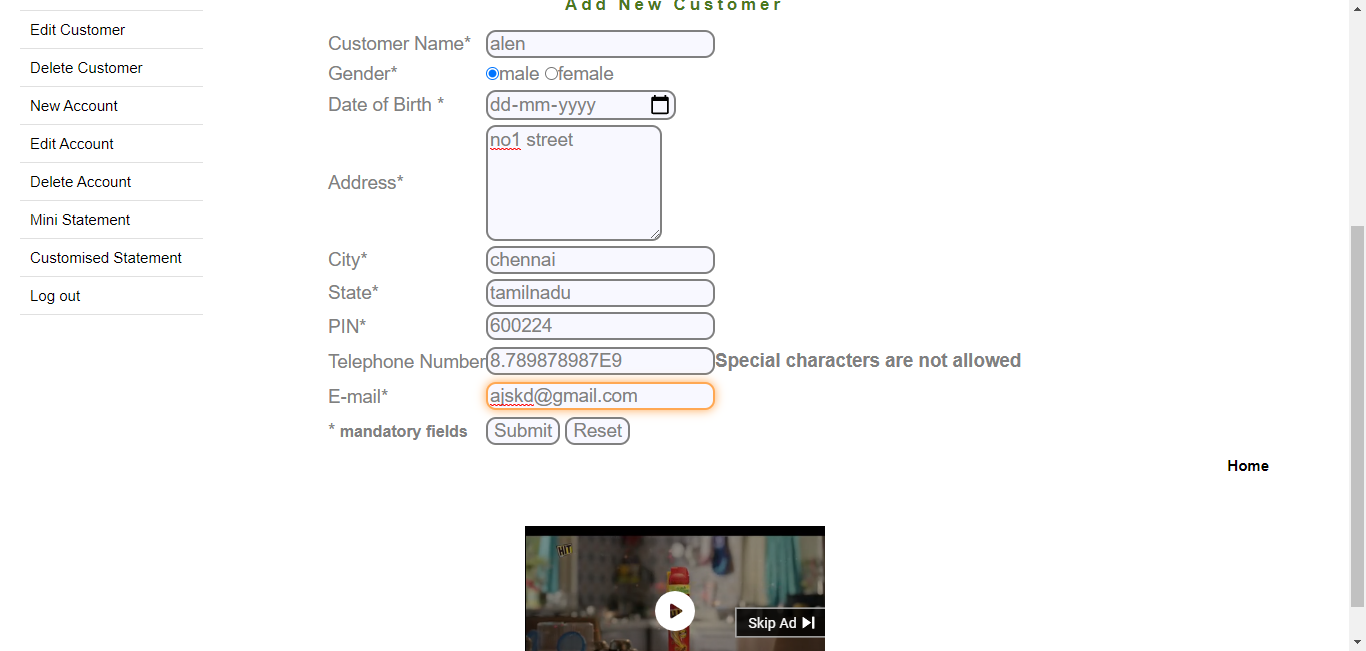 Add New Customer
Edit Customer
Delete Customer
New Account
Edit Account
Delete Account
Mini Statement
Customised Statement
Log out
Customer Name* alen
Gender* male female
Date of Birth * dd-mm-yyyy
Address* no1 street
City* chennai
State* tamilnadu
PIN* 600224
Telephone Number 8.789878987E9 Special characters are not allowed
E-mail* ajskd@gmail.com
* mandatory fields Submit Reset
Home
HIT
Skip Ad